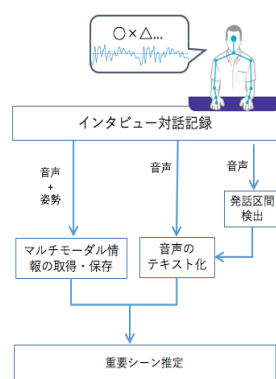 ○×△...
インタビュー対話記録
音声
+
姿勢
音声
音声
発話区間
検出
マルチモーダル情
報の取得・保存
音声の
テキスト化
重要シーン推定